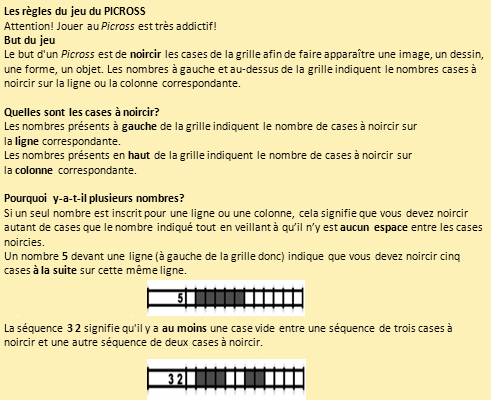 Les règles du jeu du PICROSS
Attention! Jouer au Picross est très addictif!
But du jeu
Le but d'un Picross est de noircir les cases de la grille afin de faire apparaître une image, un dessin,
une forme, un objet. Les nombres à gauche et au-dessus de la grille indiquent le nombres cases à
noircir sur la ligne ou la colonne correspondante.
Quelles sont les cases à noircir?
Les nombres présents à gauche de la grille indiquent le nombre de cases à noircir sur
la ligne correspondante.
Les nombres présents en haut de la grille indiquent le nombre de cases à noircir sur
la colonne correspondante.
Pourquoi y-a-t-il plusieurs nombres?
Si un seul nombre est inscrit pour une ligne ou une colonne, cela signifie que vous devez noircir
autant de cases que le nombre indiqué tout en veillant à qu'il n'y est aucun espace entre les cases
noircies.
Un nombre 5 devant une ligne (à gauche de la grille donc) indique que vous devez noircir cinq
cases à la suite sur cette même ligne.
5
La séquence 3 2 signifie qu'il y a au moins une case vide entre une séquence de trois cases à
noircir et une autre séquence de deux cases à noircir.
3 2